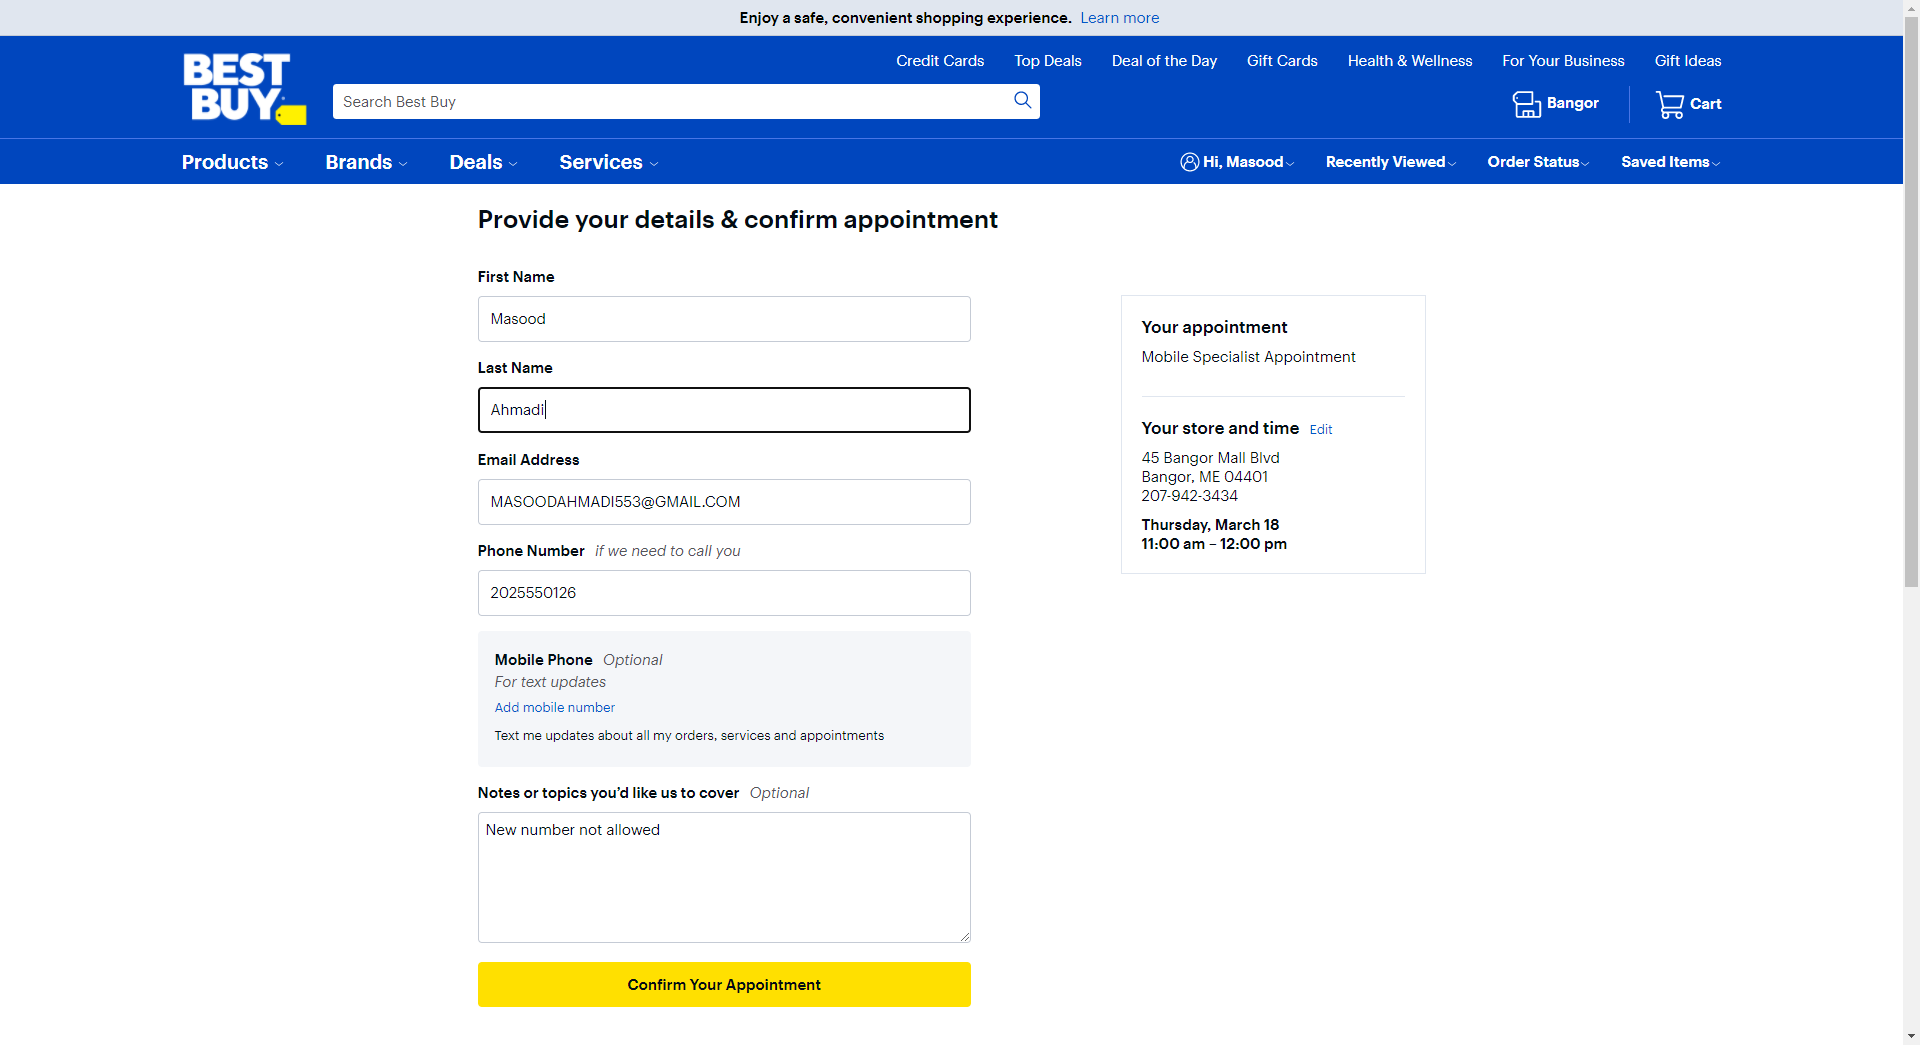 Enjoy a safe, convenient shopping experience. Learn more
Credit Cards Top Deals Deal of the Day Gift Cards Health & Wellness For Your Business Gift Ideas
BEST
BUY
Search Best Buy
Bangor
Cart
Products Brands Deals Services Hi, Masood Recently Viewed Order Status Saved Items
Provide your details & confirm appointment
First Name
Masood
Last Name
Ahmadi
Email Address
MASOODAHMADI553@GMAIL.COM
Phone Number if we need to call you
2025550126
Mobile Phone Optional
For text updates
Add mobile number
Text me updates about all my orders, services and appointments
Notes or topics you'd like us to cover Optional
New number not allowed
Confirm Your Appointment
Your appointment
Mobile Specialist Appointment
Your store and time Edit
45 Bangor Mall Blvd
Bangor, ME 04401
207-942-3434
Thursday, March 18
11:00 am – 12:00 pm